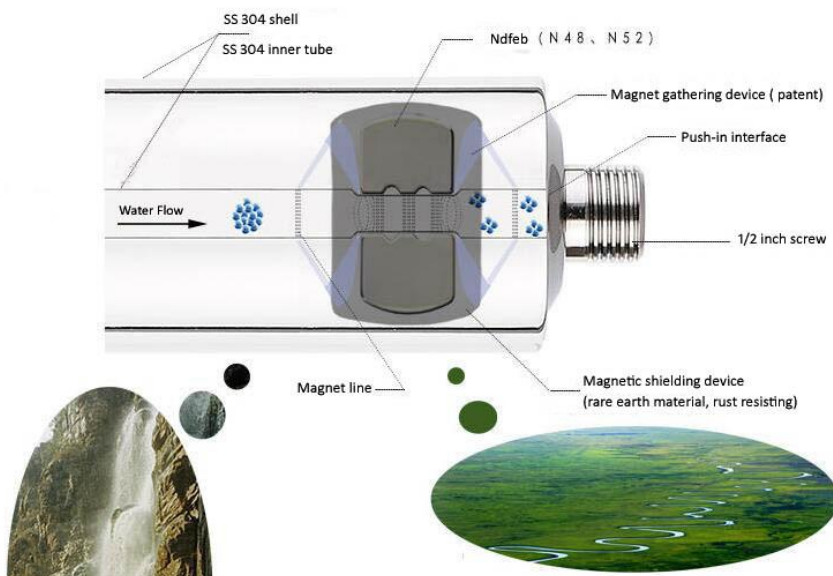 SS 304 shell
SS 304 inner tube
Ndfeb (N48、N52)
Magnet gathering device ( patent)
Push-in interface
Water Flow
1/2 inch screw
Magnet line
Magnetic shielding device
(rare earth material, rust resisting)